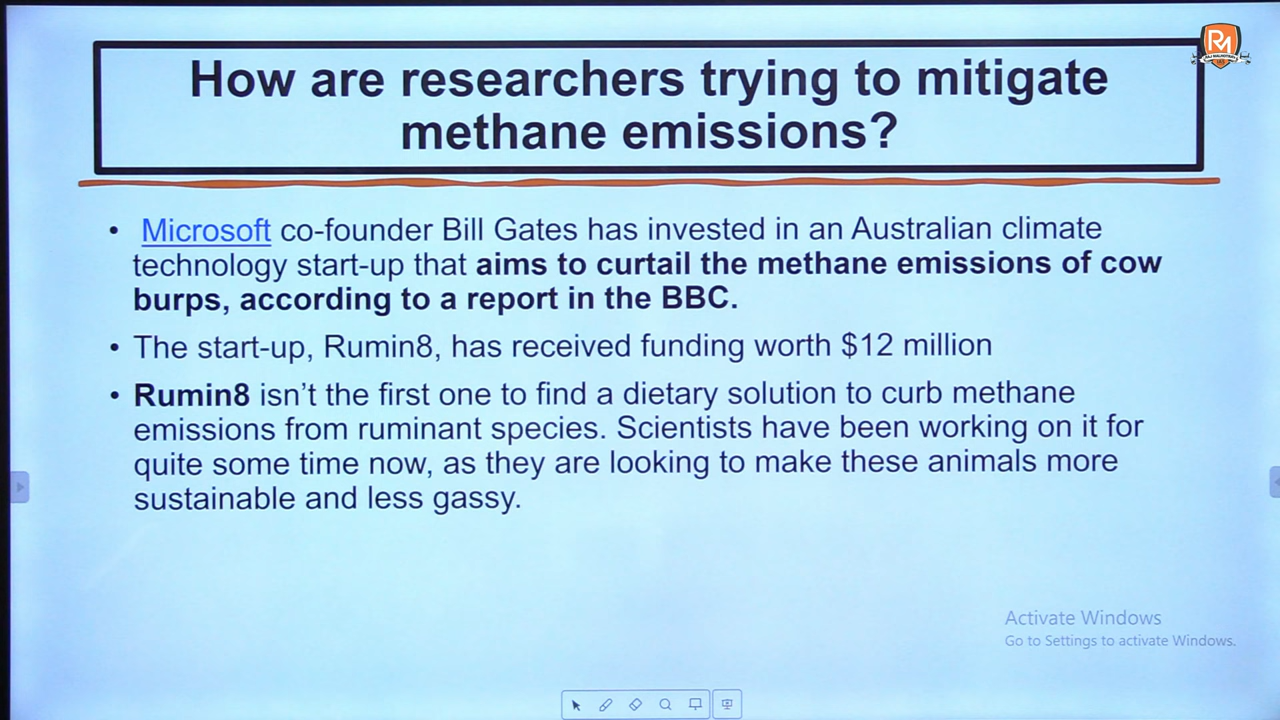 How are researchers trying to mitigate
methane emissions?
• Microsoft co-founder Bill Gates has invested in an Australian climate
technology start-up that aims to curtail the methane emissions of cow
burps, according to a report in the BBC.
• The start-up, Rumin8, has received funding worth $12 million
• Rumin8 isn’t the first one to find a dietary solution to curb methane
emissions from ruminant species. Scientists have been working on it for
quite some time now, as they are looking to make these animals more
sustainable and less gassy.
Activate Windows
Go to Settings to activate Windows.